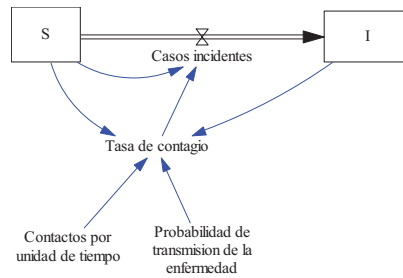 S
I
Casos incidentes
Tasa de contagio
Contactos por
unidad de tiempo
Probabilidad de
transmision de la
enfermedad